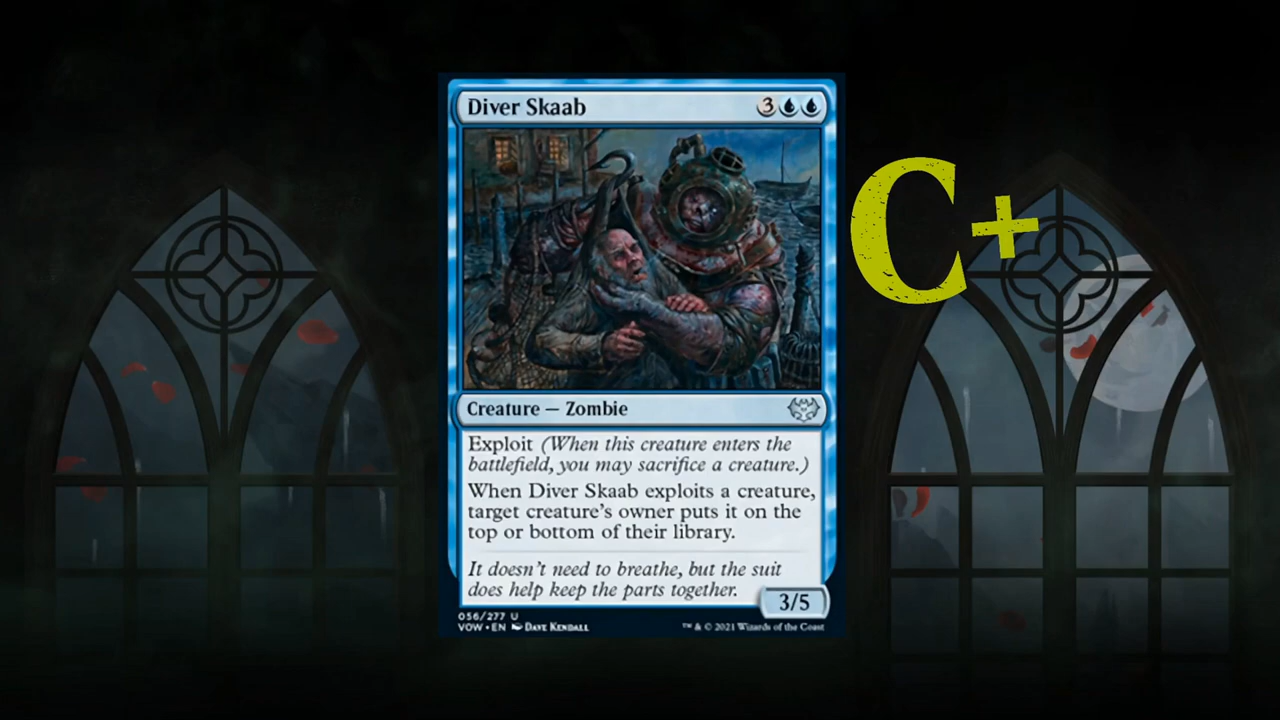 Diver Skaab 3
C+
Creature — Zombie
Exploit (When this creature enters the
battlefield, you may sacrifice a creature.)
When Diver Skaab exploits a creature,
target creature's owner puts it on the
top or bottom of their library.
It doesn't need to breathe, but the suit
does help keep the parts together.
3/5
056/277 U
VOW • EN Dave Kendall
™ & © 2021 Wizards of the Coast